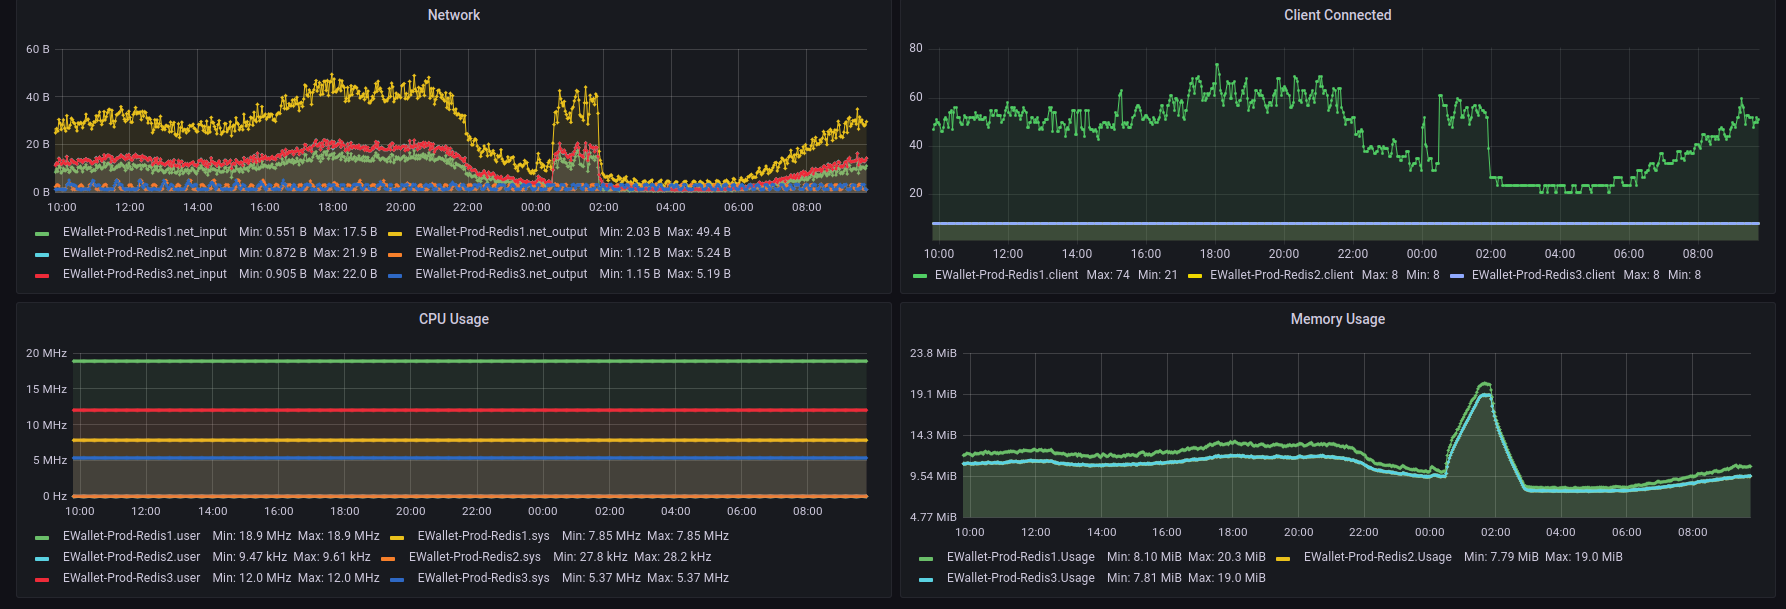 Network
60 B
40 B
20 B
0 B
10:00 12:00 14:00 16:00 18:00 20:00 22:00 00:00 02:00 04:00 06:00 08:00
EWallet-Prod-Redis1.net_input Min: 0.551 B Max: 17.5 B EWallet-Prod-Redis1.net_output Min: 2.03 B Max: 49.4 B
EWallet-Prod-Redis2.net_input Min: 0.872 B Max: 21.9 B EWallet-Prod-Redis2.net_output Min: 1.12 B Max: 5.24 B
EWallet-Prod-Redis3.net_input Min: 0.905 B Max: 22.0 B EWallet-Prod-Redis3.net_output Min: 1.15 B Max: 5.19 B
Client Connected
80
60
40
20
10:00 12:00 14:00 16:00 18:00 20:00 22:00 00:00 02:00 04:00 06:00 08:00
EWallet-Prod-Redis1.client Max: 74 Min: 21 EWallet-Prod-Redis2.client Max: 8 Min: 8 EWallet-Prod-Redis3.client Max: 8 Min: 8
CPU Usage
20 MHz
15 MHz
10 MHz
5 MHz
0 Hz
10:00 12:00 14:00 16:00 18:00 20:00 22:00 00:00 02:00 04:00 06:00 08:00
EWallet-Prod-Redis1.user Min: 18.9 MHz Max: 18.9 MHz EWallet-Prod-Redis1.sys Min: 7.85 MHz Max: 7.85 MHz
EWallet-Prod-Redis2.user Min: 9.47 kHz Max: 9.61 kHz EWallet-Prod-Redis2.sys Min: 27.8 kHz Max: 28.2 kHz
EWallet-Prod-Redis3.user Min: 12.0 MHz Max: 12.0 MHz EWallet-Prod-Redis3.sys Min: 5.37 MHz Max: 5.37 MHz
Memory Usage
23.8 MiB
19.1 MiB
14.3 MiB
9.54 MiB
4.77 MiB
10:00 12:00 14:00 16:00 18:00 20:00 22:00 00:00 02:00 04:00 06:00 08:00
EWallet-Prod-Redis1.Usage Min: 8.10 MiB Max: 20.3 MiB EWallet-Prod-Redis2.Usage Min: 7.79 MiB Max: 19.0 MiB
EWallet-Prod-Redis3.Usage Min: 7.81 MiB Max: 19.0 MiB